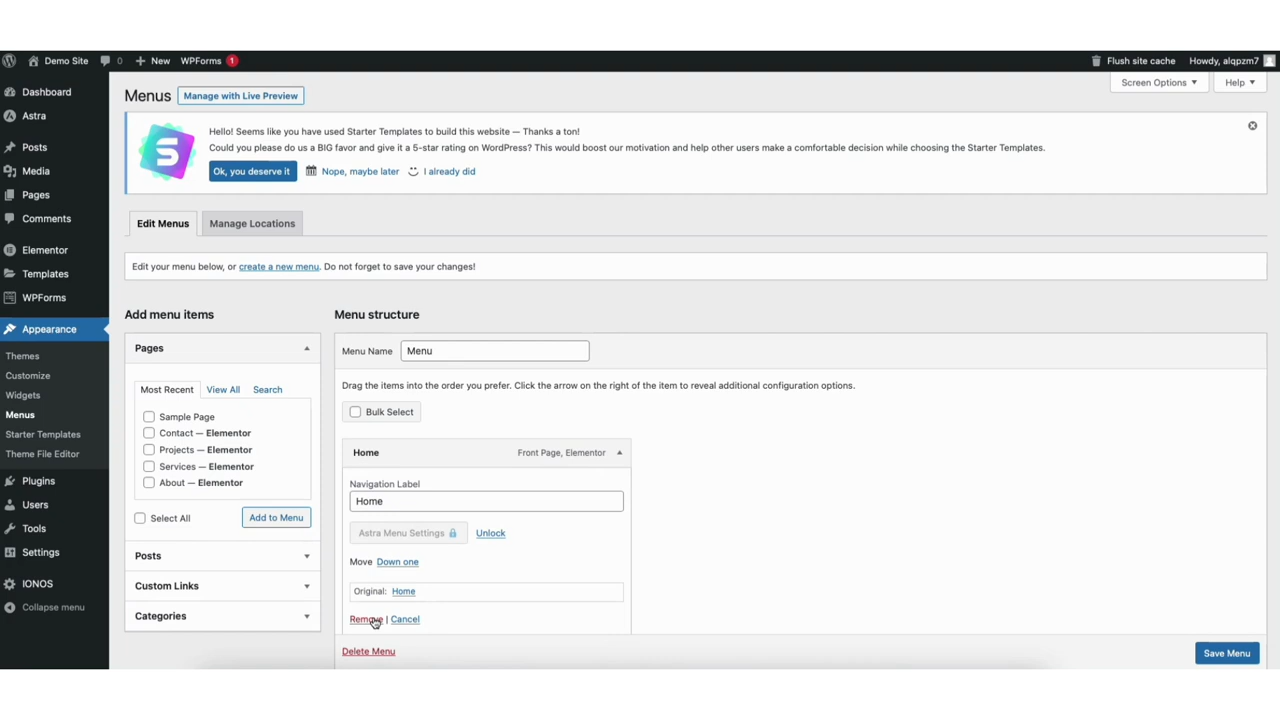 Demo Site 0 New WPForms 1 Flush site cache Howdy, alqpzm7
Screen Options Help
Dashboard
Astra
Posts
Media
Pages
Comments
Elementor
Templates
WPForms
Appearance
Themes
Customize
Widgets
Menus
Starter Templates
Theme File Editor
Plugins
Users
Tools
Settings
IONOS
Collapse menu
Menus Manage with Live Preview
S
Hello! Seems like you have used Starter Templates to build this website — Thanks a ton!
Could you please do us a BIG favor and give it a 5-star rating on WordPress? This would boost our motivation and help other users make a comfortable decision while choosing the Starter Templates.
Ok, you deserve it Nope, maybe later I already did
Edit Menus Manage Locations
Edit your menu below, or create a new menu. Do not forget to save your changes!
Add menu items
Pages
Most Recent View All Search
Sample Page
Contact — Elementor
Projects — Elementor
Services — Elementor
About — Elementor
Select All Add to Menu
Posts
Custom Links
Categories
Menu structure
Menu Name Menu
Drag the items into the order you prefer. Click the arrow on the right of the item to reveal additional configuration options.
Bulk Select
Home Front Page, Elementor
Navigation Label
Home
Astra Menu Settings Unlock
Move Down one
Original: Home
Remove | Cancel
Delete Menu Save Menu